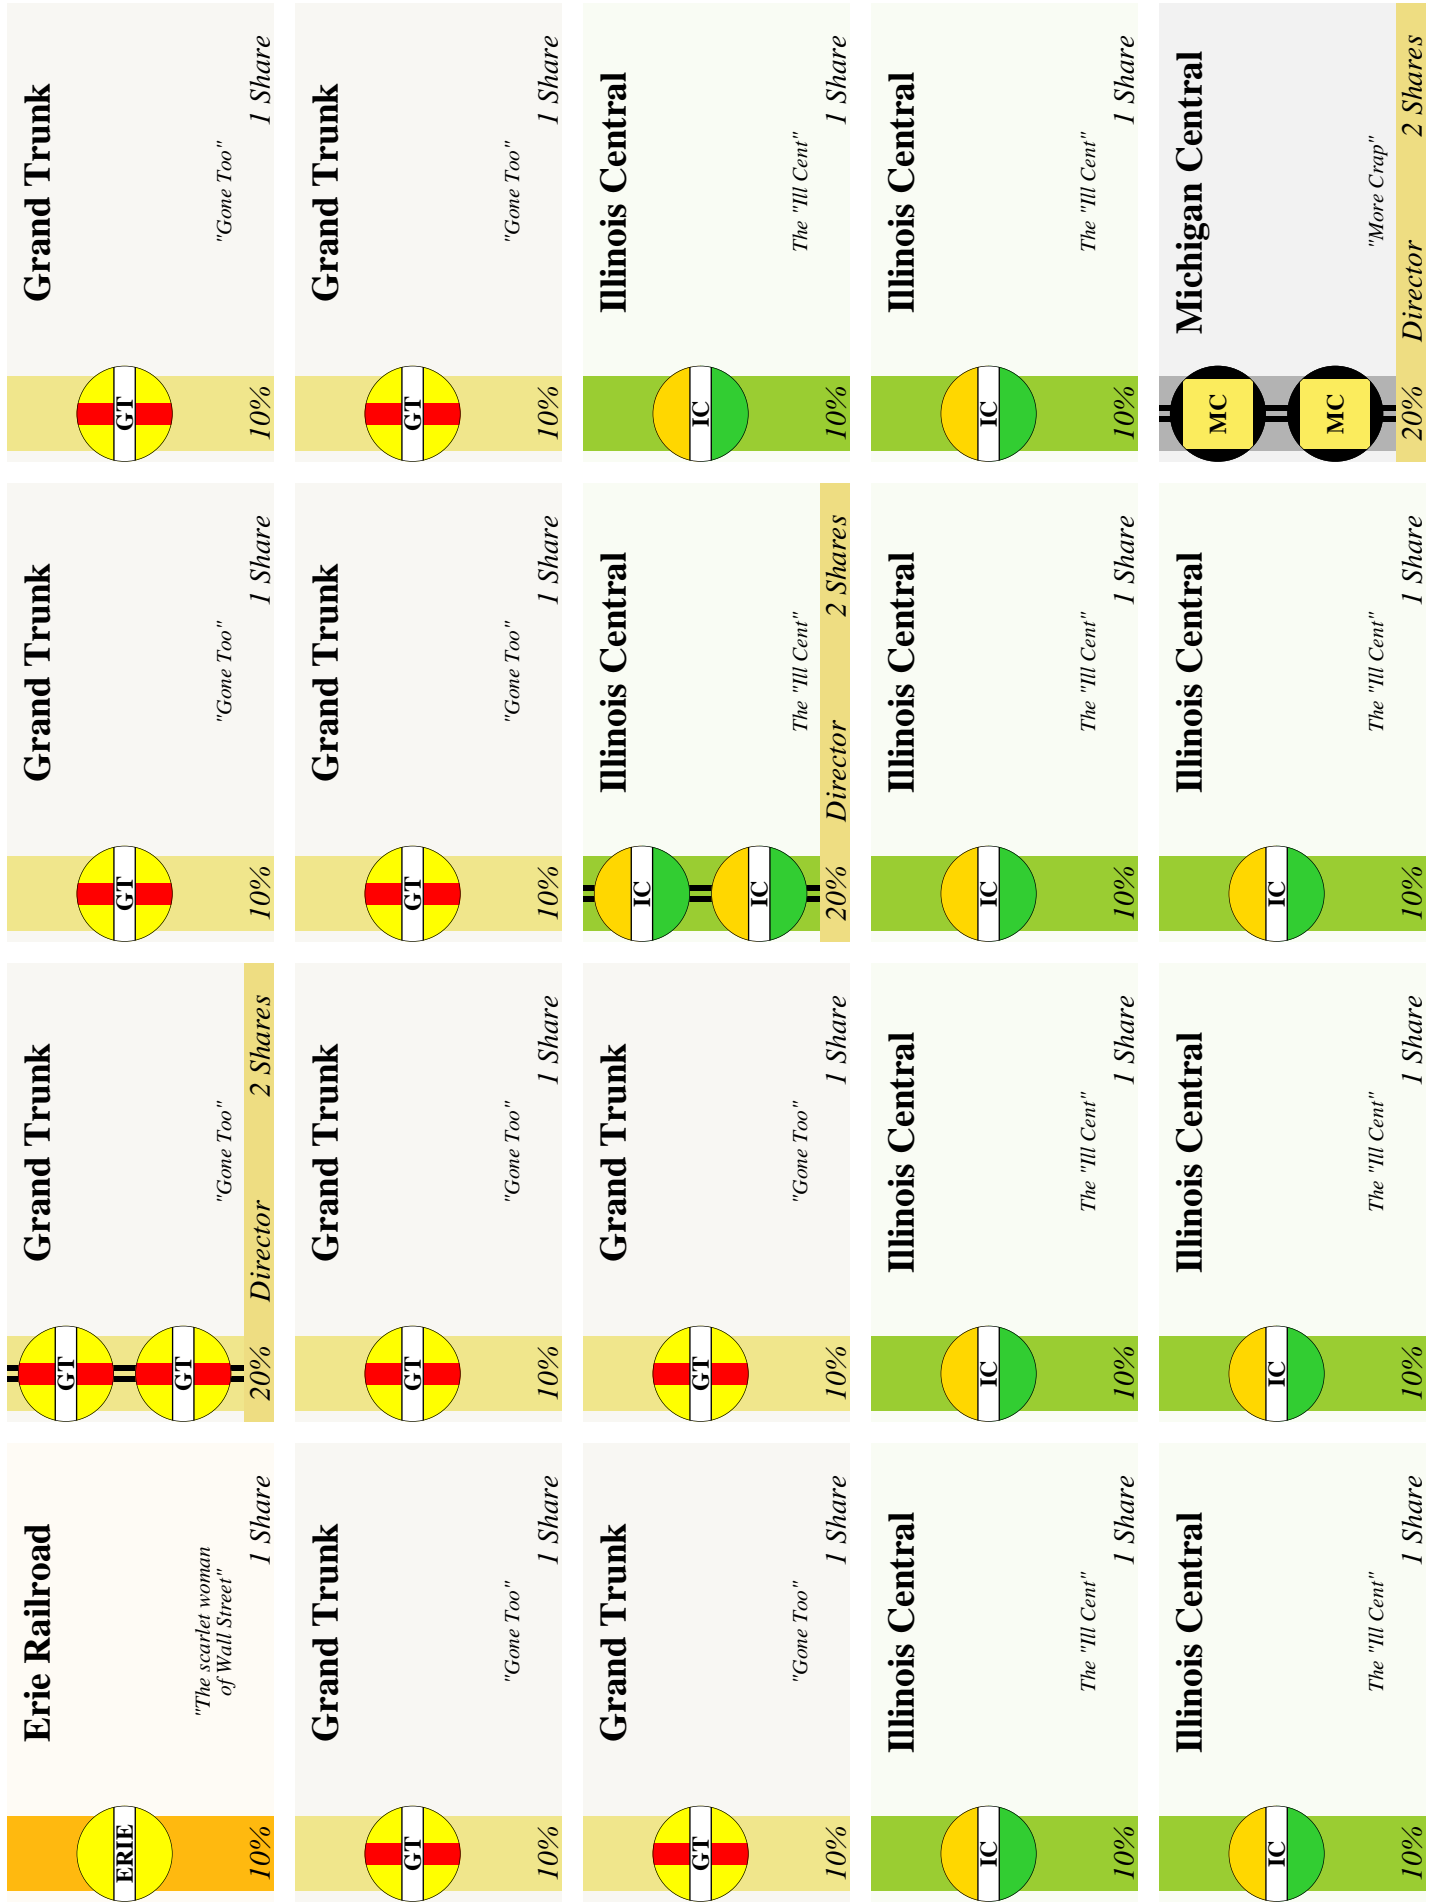 Erie Railroad
ERIE
"The scarlet woman
of Wall Street"
10% 1 Share
Grand Trunk
GT
GT
"Gone Too"
20% Director 2 Shares
Grand Trunk
GT
"Gone Too"
10% 1 Share
Grand Trunk
GT
"Gone Too"
10% 1 Share
Grand Trunk
GT
"Gone Too"
10% 1 Share
Grand Trunk
GT
"Gone Too"
10% 1 Share
Grand Trunk
GT
"Gone Too"
10% 1 Share
Grand Trunk
GT
"Gone Too"
10% 1 Share
Grand Trunk
GT
"Gone Too"
10% 1 Share
Grand Trunk
GT
"Gone Too"
10% 1 Share
Illinois Central
IC
IC
The "Ill Cent"
20% Director 2 Shares
Illinois Central
IC
The "Ill Cent"
10% 1 Share
Illinois Central
IC
The "Ill Cent"
10% 1 Share
Illinois Central
IC
The "Ill Cent"
10% 1 Share
Illinois Central
IC
The "Ill Cent"
10% 1 Share
Illinois Central
IC
The "Ill Cent"
10% 1 Share
Illinois Central
IC
The "Ill Cent"
10% 1 Share
Illinois Central
IC
The "Ill Cent"
10% 1 Share
Illinois Central
IC
The "Ill Cent"
10% 1 Share
Michigan Central
MC
MC
"More Crap"
20% Director 2 Shares